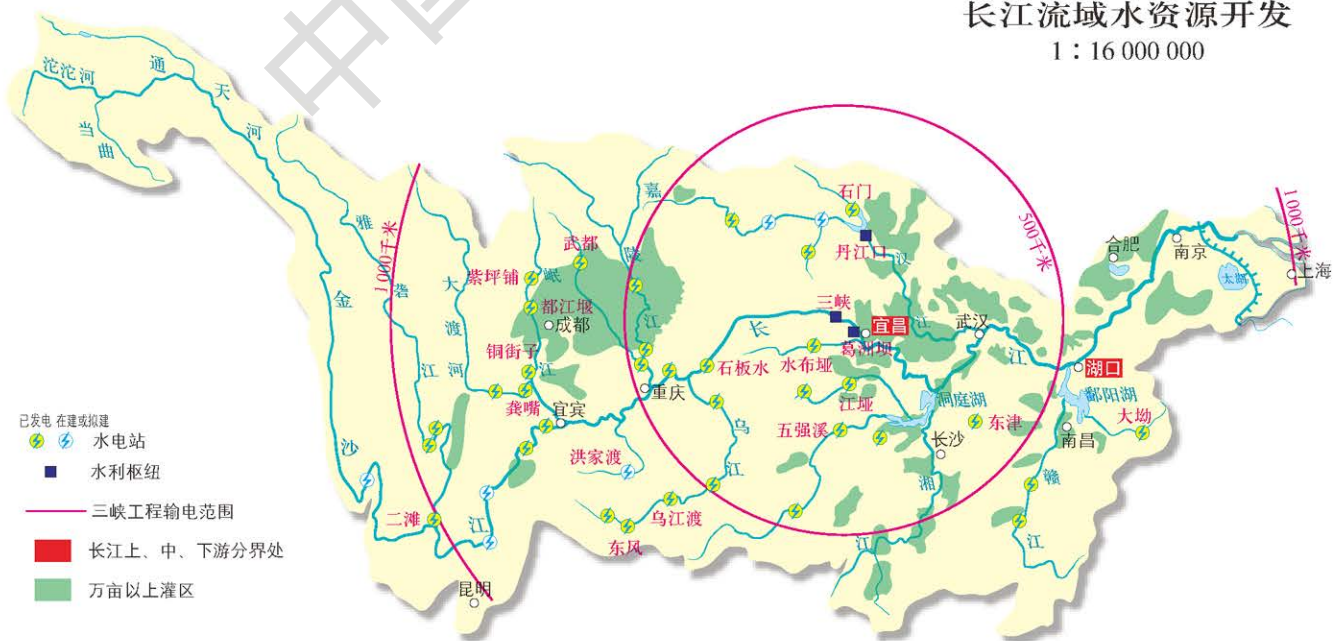 中国
长江流域水资源开发
1：16 000 000
沱沱河
通天河
当曲
雅砻江
金沙江
大渡河
岷江
嘉陵江
长江
乌江
汉江
湘江
赣江
1000千米
500千米
1000千米
石门
丹江口
武都
紫坪铺
都江堰
成都
铜街子
龚嘴
宜宾
重庆
石板水
三峡
葛洲坝
宜昌
水布垭
江垭
武汉
洞庭湖
五强溪
长沙
东津
洪家渡
乌江渡
东风
二滩
昆明
合肥
南京
太湖
上海
湖口
鄱阳湖
大坳
南昌
已发电 在建或拟建
水电站
水利枢纽
三峡工程输电范围
长江上、中、下游分界处
万亩以上灌区